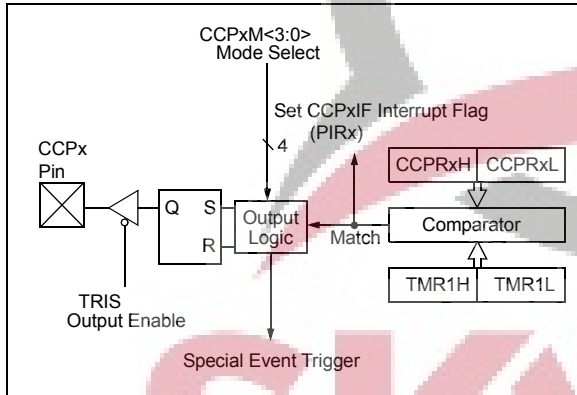 CCPxM<3:0>
Mode Select
Set CCPxIF Interrupt Flag
(PIRx)
4
CCPx
Pin
CCPRxH CCPRxL
Q S
R
Output
Logic
Match
Comparator
TRIS
Output Enable
TMR1H TMR1L
Special Event Trigger